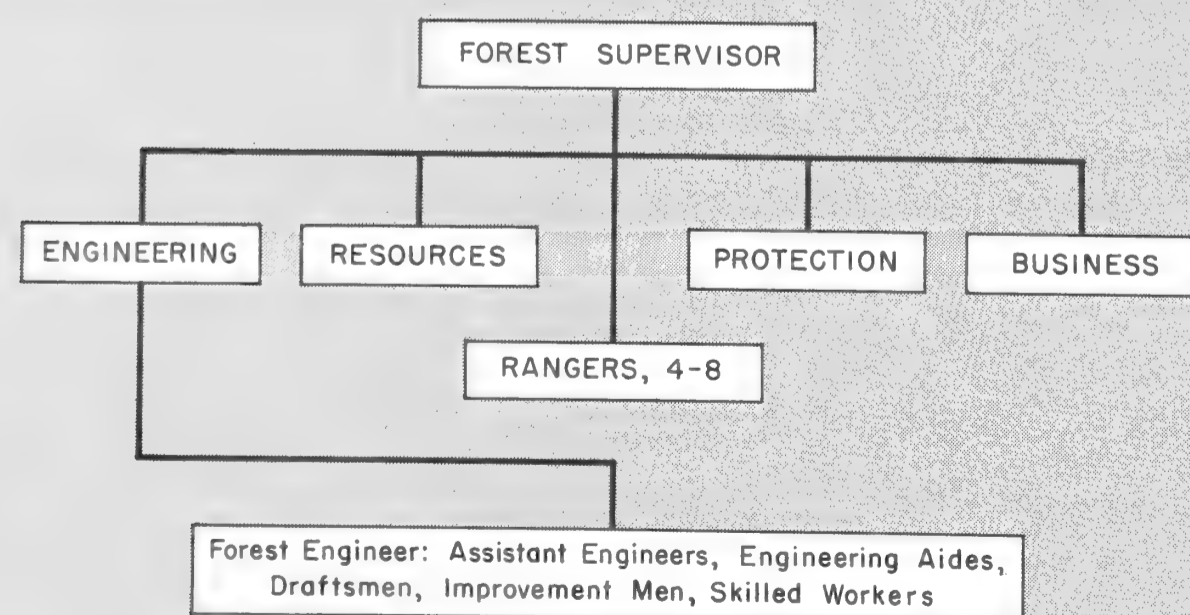 FOREST SUPERVISOR
ENGINEERING
RESOURCES
PROTECTION
BUSINESS
RANGERS, 4-8
Forest Engineer: Assistant Engineers, Engineering Aides,
Draftsmen, Improvement Men, Skilled Workers